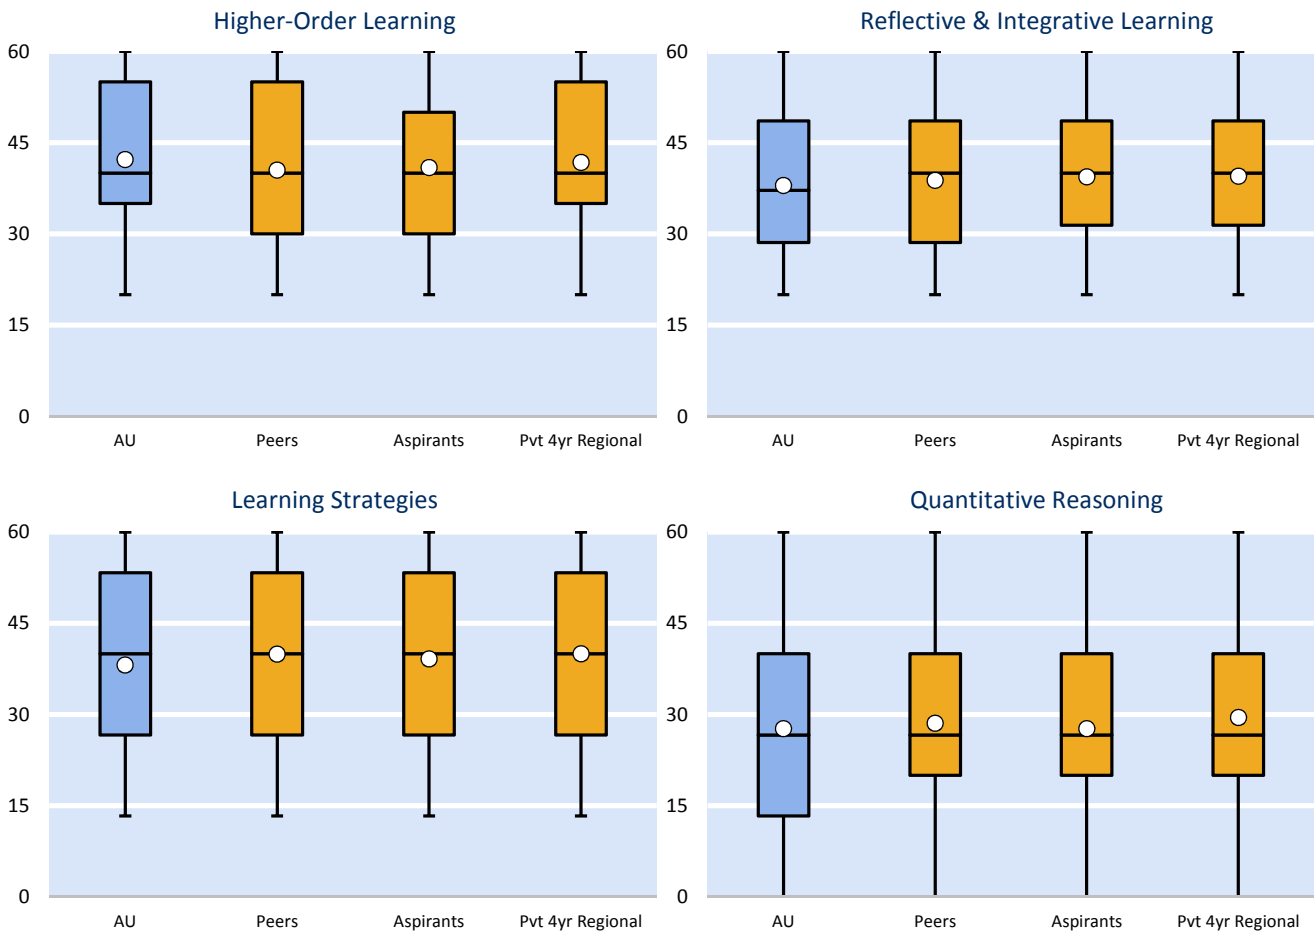 Higher-Order Learning
60
45
30
15
0
AU Peers Aspirants Pvt 4yr Regional
Reflective & Integrative Learning
60
45
30
15
0
AU Peers Aspirants Pvt 4yr Regional
Learning Strategies
60
45
30
15
0
AU Peers Aspirants Pvt 4yr Regional
Quantitative Reasoning
60
45
30
15
0
AU Peers Aspirants Pvt 4yr Regional